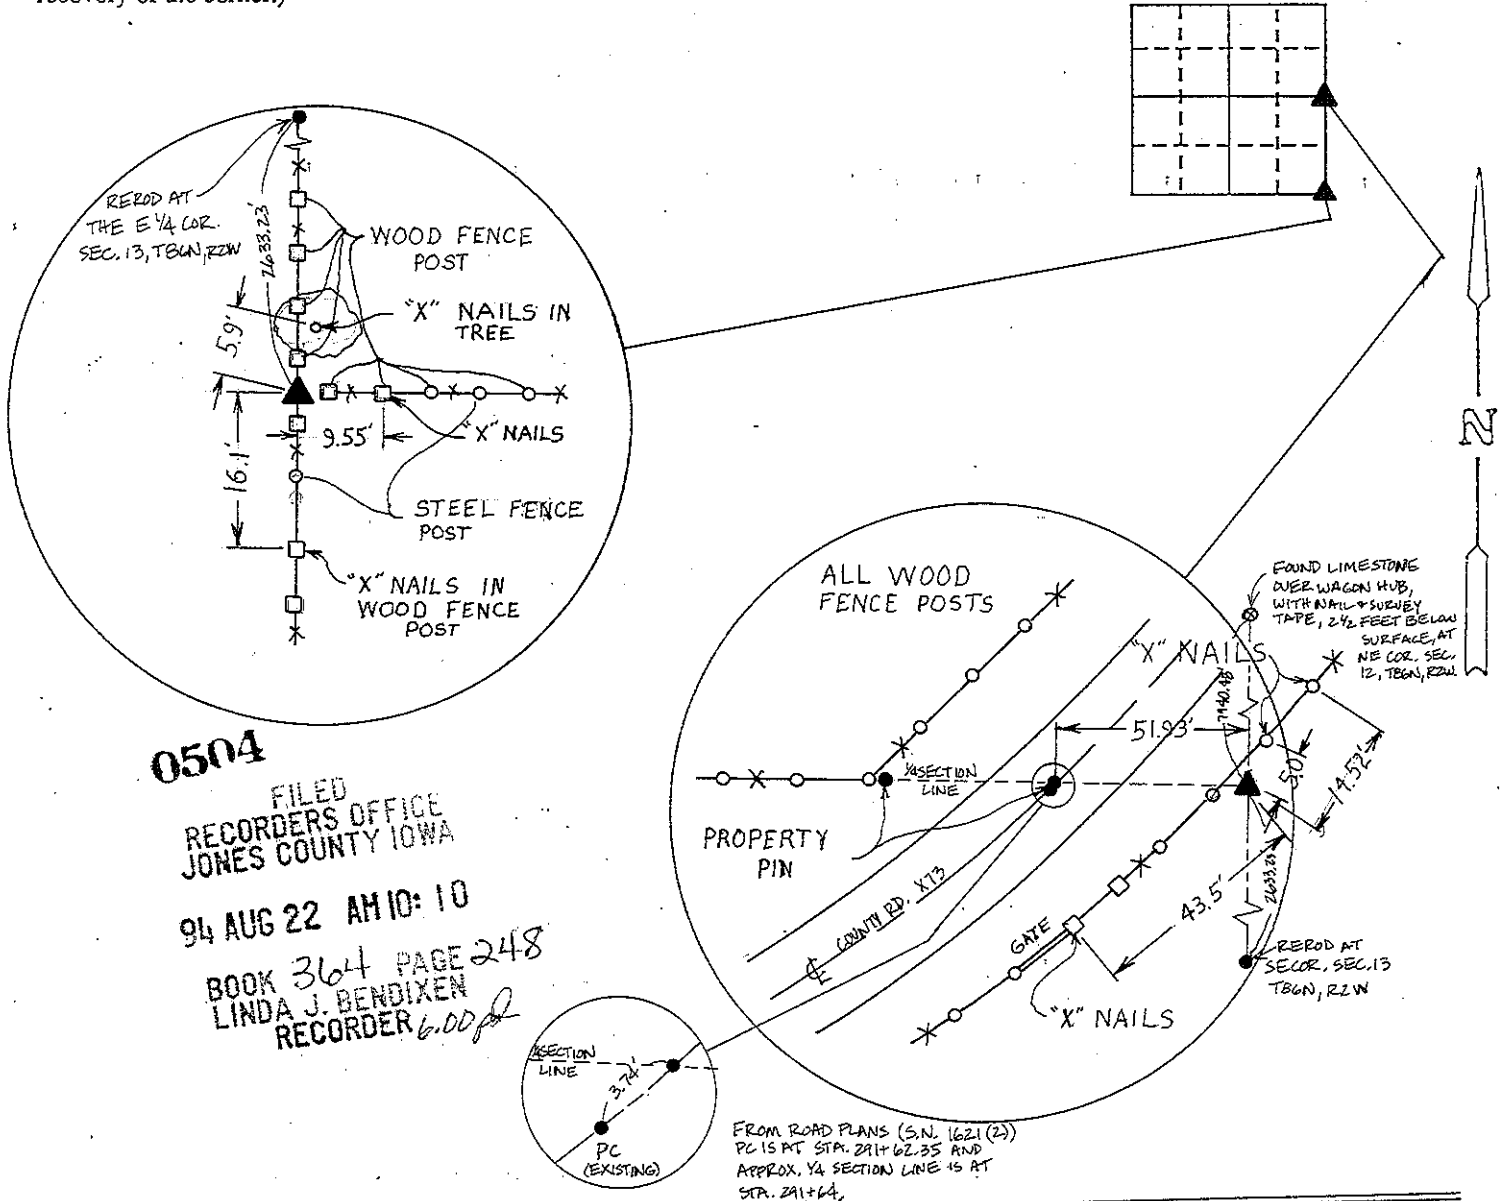 REROD AT
THE E 1/4 COR.
SEC. 13, T86N, R2W
2633.23'
WOOD FENCE
POST
"X" NAILS IN
TREE
5.9'
9.55'
"X" NAILS
16.1'
STEEL FENCE
POST
"X" NAILS IN
WOOD FENCE
POST
N
0504
FILED
RECORDERS OFFICE
JONES COUNTY IOWA
94 AUG 22 AM 10: 10
BOOK 364 PAGE 248
LINDA J. BENDIXEN
RECORDER 6.00 pd
ALL WOOD
FENCE POSTS
FOUND LIMESTONE
OVER WAGON HUB,
WITH NAIL & SURVEY
TAPE, 2 1/2 FEET BELOW
SURFACE, AT
NE COR. SEC.
12, T86N, R2W.
"X" NAILS
51.93'
5.01'
14.52'
1/4 SECTION
LINE
PROPERTY
PIN
COUNTY RD. X73
GATE
43.5'
2633.23'
REROD AT
SE COR. SEC. 13
T86N, R2W
"X" NAILS
1/4 SECTION
LINE
3.74'
PC
(EXISTING)
FROM ROAD PLANS (S.N. 1621 (2))
PC IS AT STA. 291+62.35 AND
APPROX. 1/4 SECTION LINE IS AT
STA. 291+64.